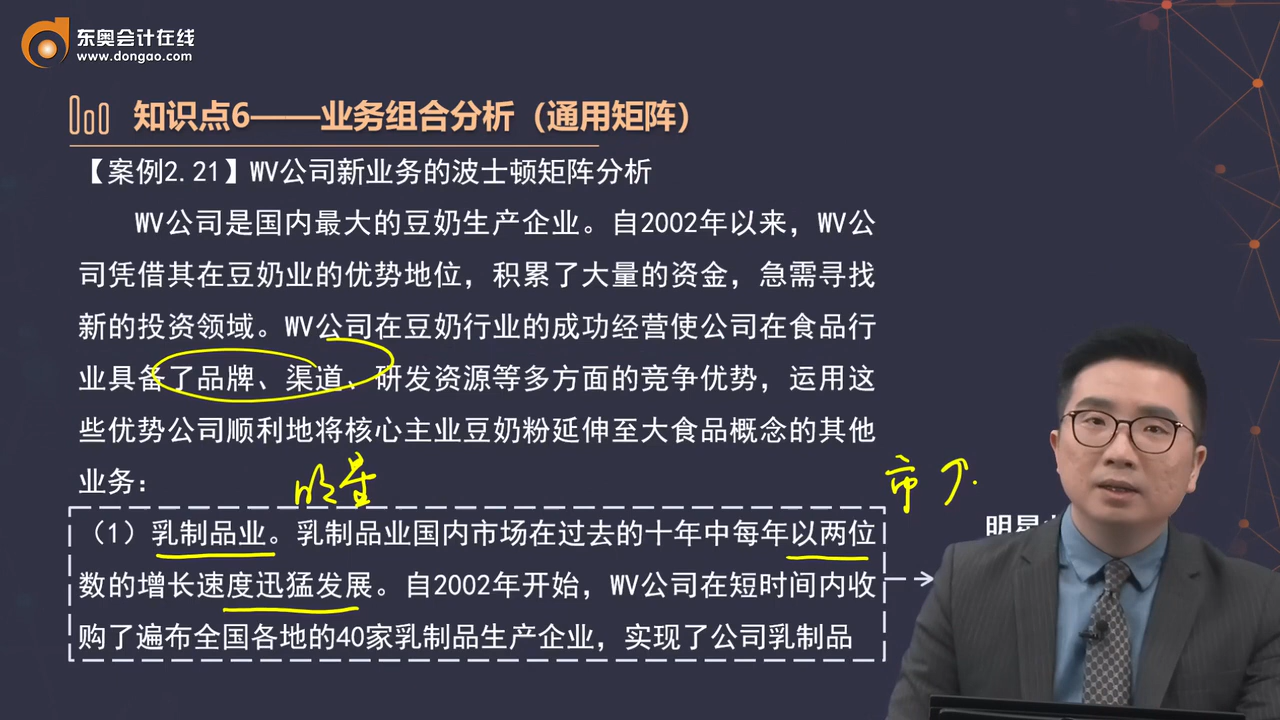 东奥会计在线
www.dongao.com
知识点6——业务组合分析（通用矩阵）
【案例2.21】WV公司新业务的波士顿矩阵分析
WV公司是国内最大的豆奶生产企业。自2002年以来，WV公
司凭借其在豆奶业的优势地位，积累了大量的资金，急需寻找
新的投资领域。WV公司在豆奶行业的成功经营使公司在食品行
业具备了品牌、渠道、研发资源等多方面的竞争优势，运用这
些优势公司顺利地将核心主业豆奶粉延伸至大食品概念的其他
业务：
明星
市个
（1）乳制品业。乳制品业国内市场在过去的十年中每年以两位
数的增长速度迅猛发展。自2002年开始，WV公司在短时间内收
购了遍布全国各地的40家乳制品生产企业，实现了公司乳制品
明星